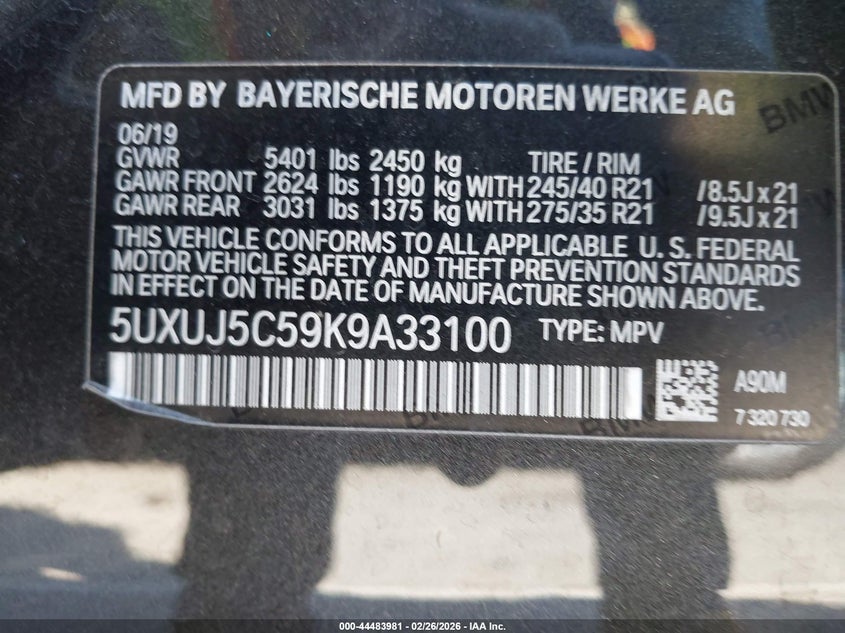 MFD BY BAYERISCHE MOTOREN WERKE AG
06/19
GVWR 5401 lbs 2450 kg TIRE / RIM
GAWR FRONT 2624 lbs 1190 kg WITH 245/40 R21 /8.5J x 21
GAWR REAR 3031 lbs 1375 kg WITH 275/35 R21 /9.5J x 21
THIS VEHICLE CONFORMS TO ALL APPLICABLE U. S. FEDERAL
MOTOR VEHICLE SAFETY AND THEFT PREVENTION STANDARDS
IN EFFECT ON THE DATE OF MANUFACTURE SHOWN ABOVE.
5UXUJ5C59K9A33100 TYPE: MPV
A90M
7 320 730
BMW
000-44483981 | 02/26/2026 - IAA Inc.